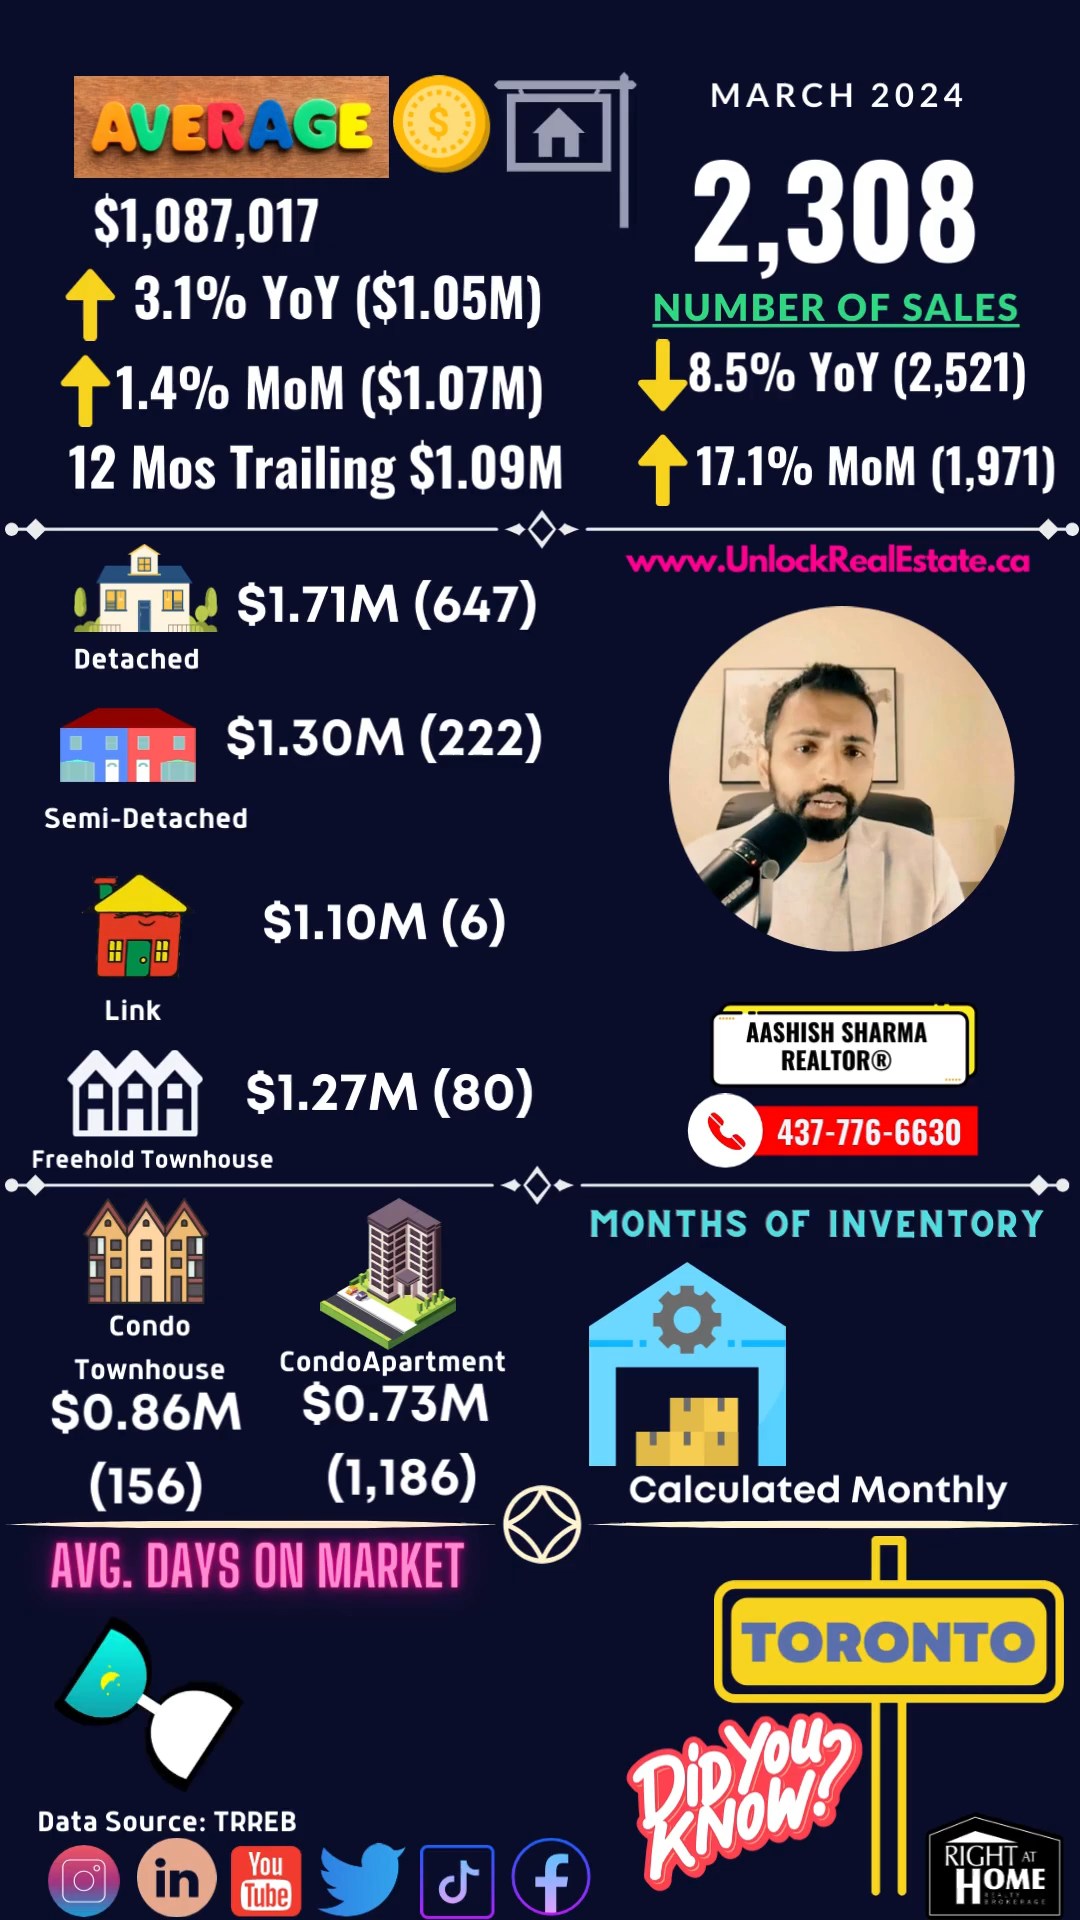 AVERAGE
$
$1,087,017
3.1% YoY ($1.05M)
1.4% MoM ($1.07M)
12 Mos Trailing $1.09M
MARCH 2024
2,308
NUMBER OF SALES
8.5% YoY (2,521)
17.1% MoM (1,971)
www.UnlockRealEstate.ca
$1.71M (647)
Detached
$1.30M (222)
Semi-Detached
$1.10M (6)
Link
$1.27M (80)
Freehold Townhouse
AASHISH SHARMA
REALTOR®
437-776-6630
Condo
Townhouse
$0.86M
(156)
CondoApartment
$0.73M
(1,186)
MONTHS OF INVENTORY
Calculated Monthly
AVG. DAYS ON MARKET
TORONTO
DiD YOU
KNOW?
Data Source: TRREB
in
You
Tube
f
RIGHT AT
HOME
REALTY
BROKERAGE